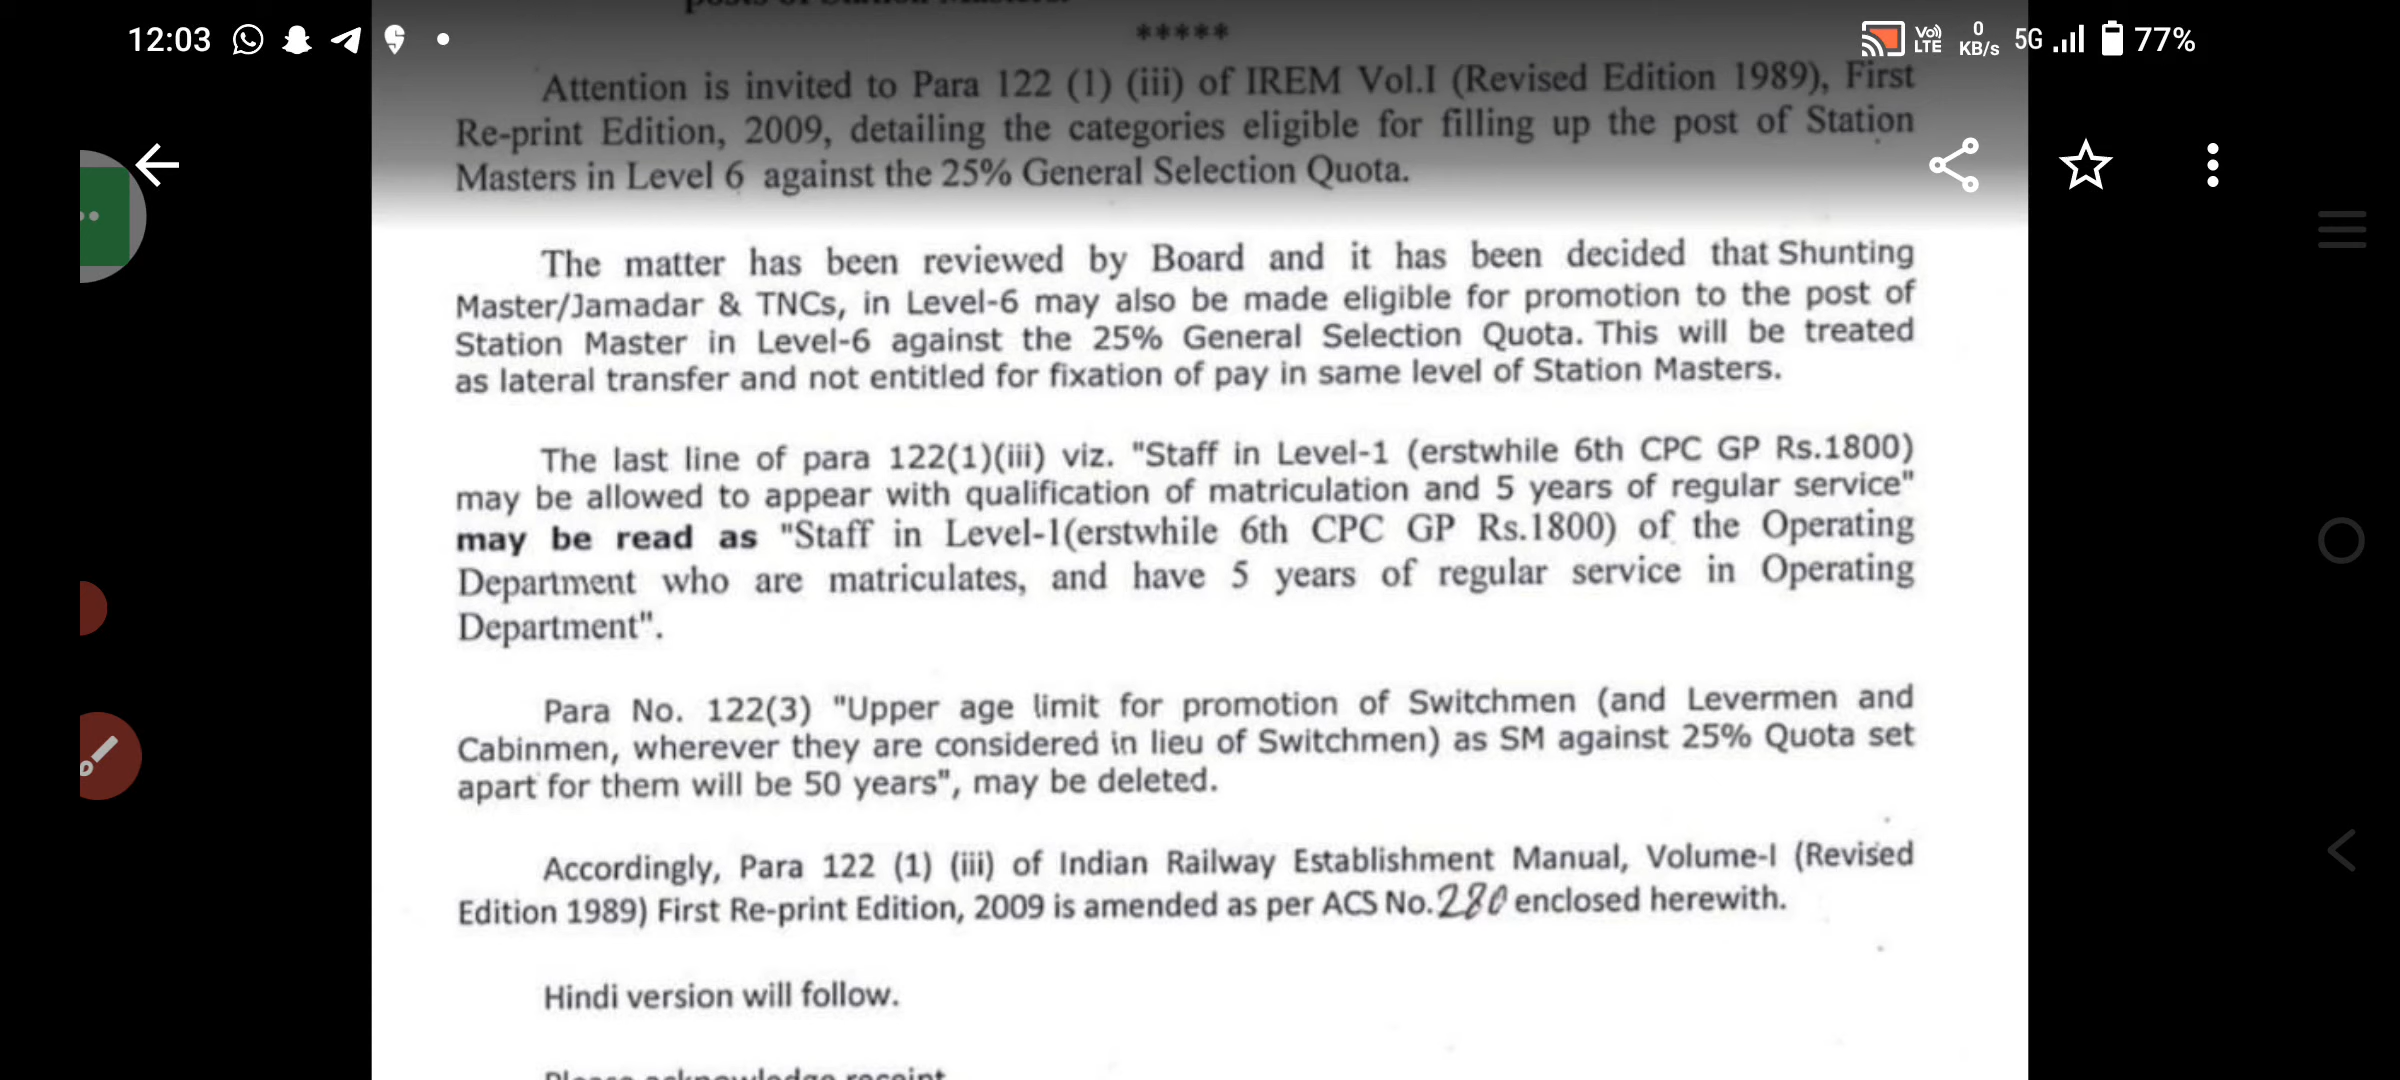 posts of Station Masters.
12:03
Vo) LTE
0 KB/s
5G
77%
*****
Attention is invited to Para 122 (1) (iii) of IREM Vol.I (Revised Edition 1989), First
Re-print Edition, 2009, detailing the categories eligible for filling up the post of Station
Masters in Level 6 against the 25% General Selection Quota.
The matter has been reviewed by Board and it has been decided that Shunting
Master/Jamadar & TNCs, in Level-6 may also be made eligible for promotion to the post of
Station Master in Level-6 against the 25% General Selection Quota. This will be treated
as lateral transfer and not entitled for fixation of pay in same level of Station Masters.
The last line of para 122(1)(iii) viz. "Staff in Level-1 (erstwhile 6th CPC GP Rs.1800)
may be allowed to appear with qualification of matriculation and 5 years of regular service"
may be read as "Staff in Level-1(erstwhile 6th CPC GP Rs.1800) of the Operating
Department who are matriculates, and have 5 years of regular service in Operating
Department".
Para No. 122(3) "Upper age limit for promotion of Switchmen (and Levermen and
Cabinmen, wherever they are considered in lieu of Switchmen) as SM against 25% Quota set
apart for them will be 50 years", may be deleted.
Accordingly, Para 122 (1) (iii) of Indian Railway Establishment Manual, Volume-I (Revised
Edition 1989) First Re-print Edition, 2009 is amended as per ACS No.280 enclosed herewith.
Hindi version will follow.
Please acknowledge receipt